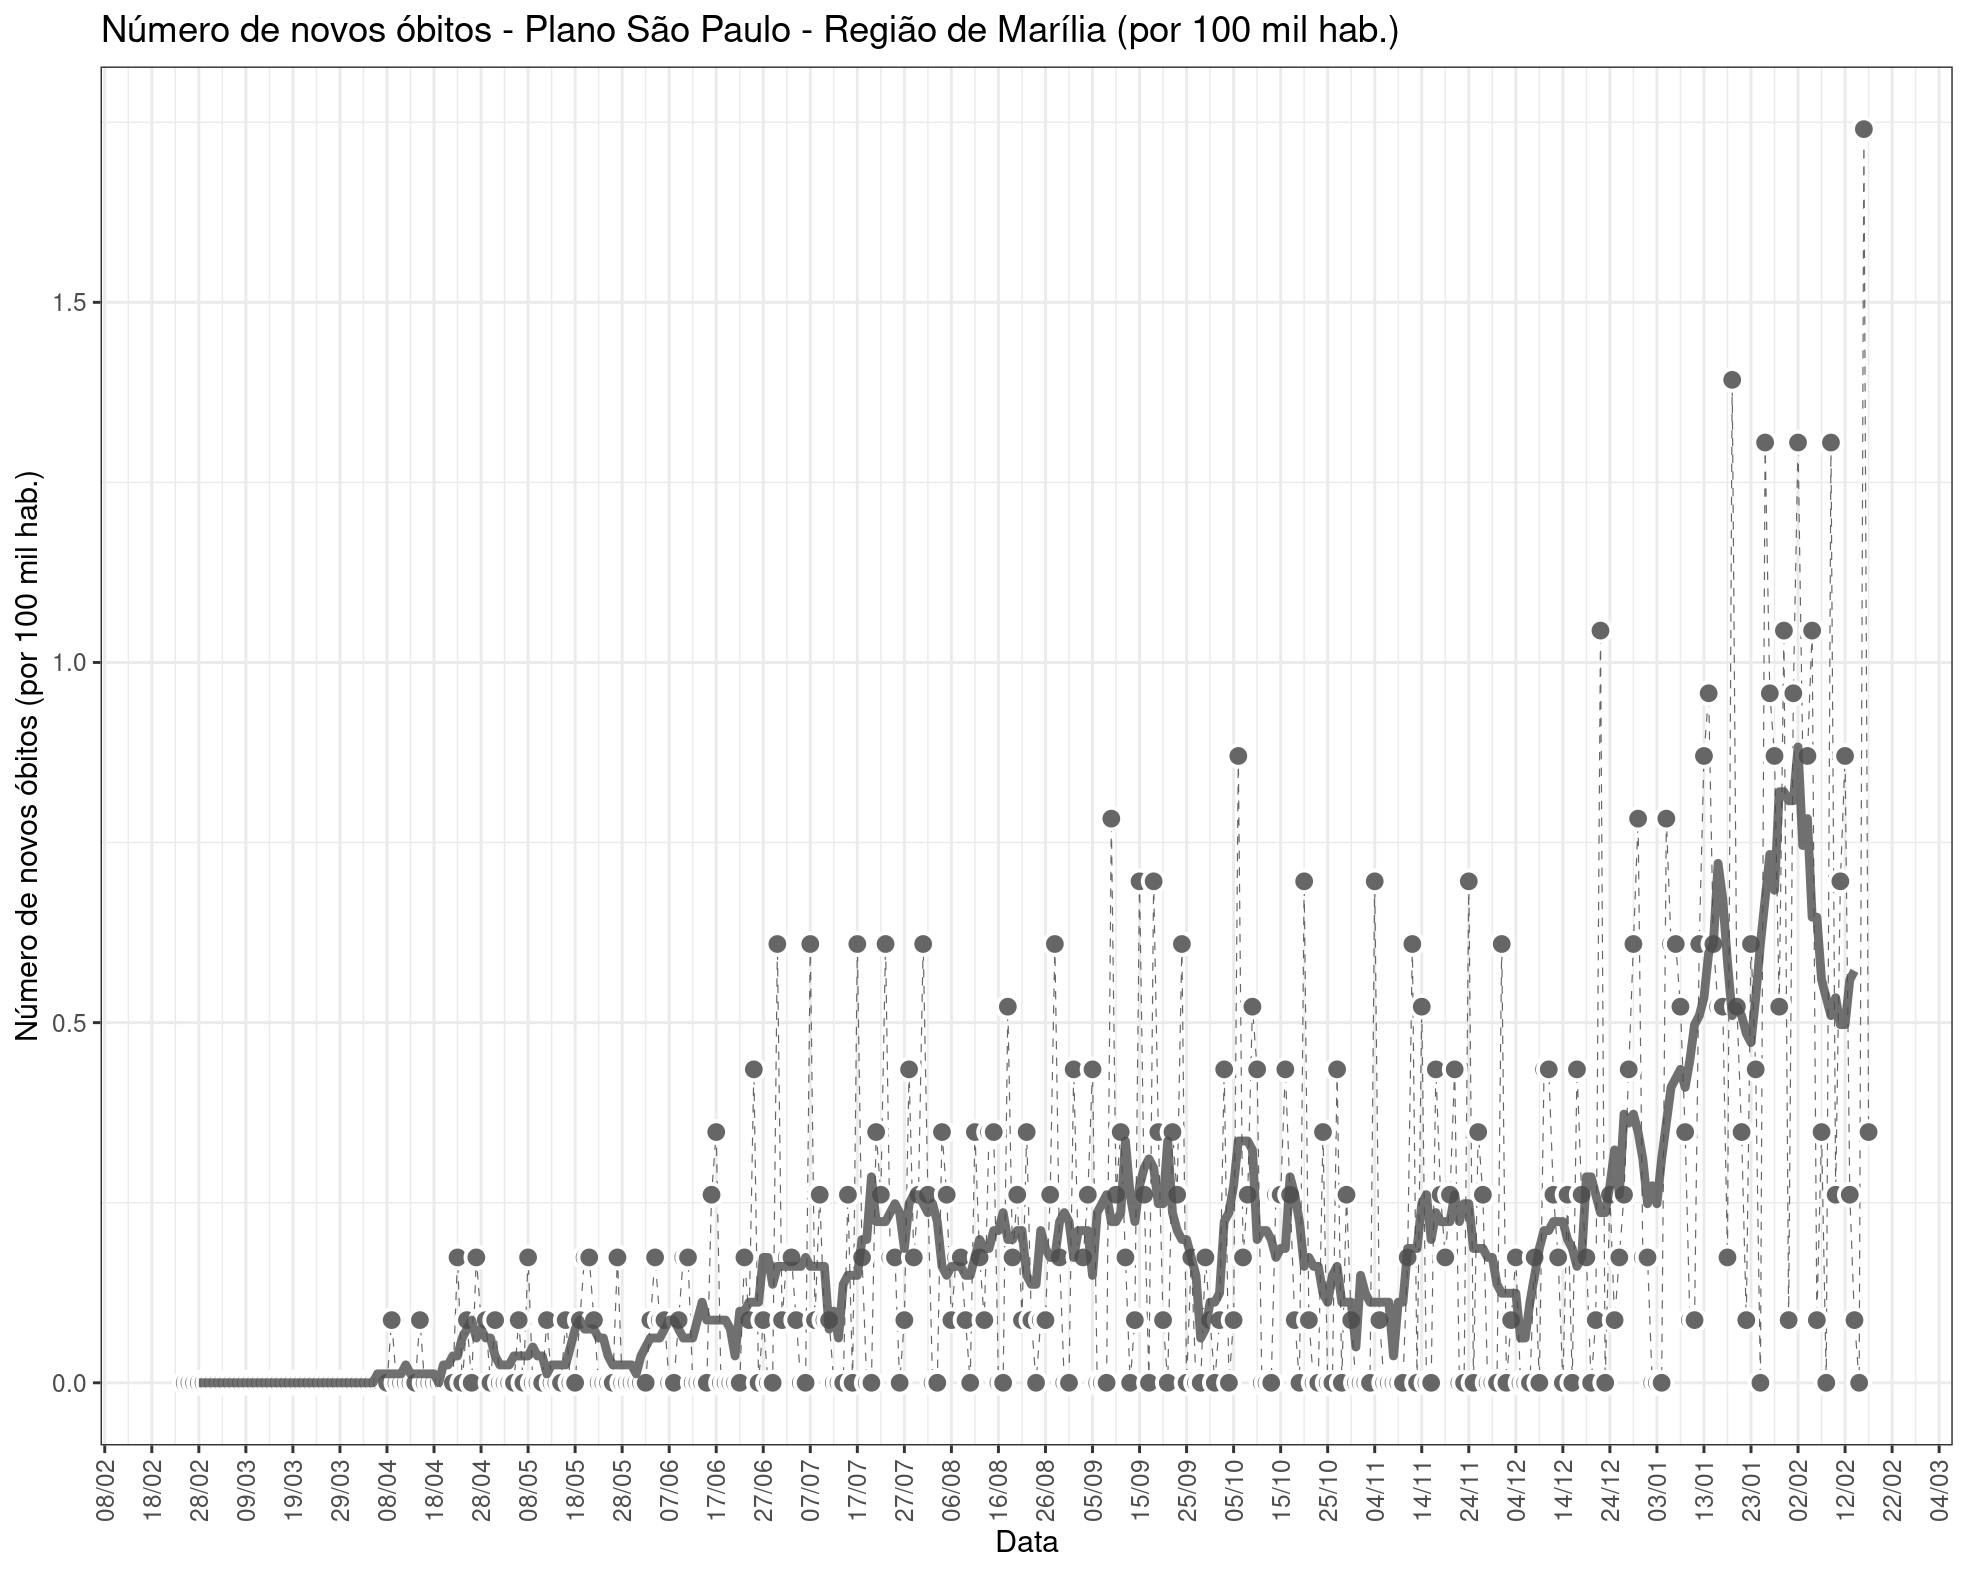 Número de novos óbitos - Plano São Paulo - Região de Marília (por 100 mil hab.)
Número de novos óbitos (por 100 mil hab.)
1.5
1.0
0.5
0.0
08/02 18/02 28/02 09/03 19/03 29/03 08/04 18/04 28/04 08/05 18/05 28/05 07/06 17/06 27/06 07/07 17/07 27/07 06/08 16/08 26/08 05/09 15/09 25/09 05/10 15/10 25/10 04/11 14/11 24/11 04/12 14/12 24/12 03/01 13/01 23/01 02/02 12/02 22/02 04/03
Data